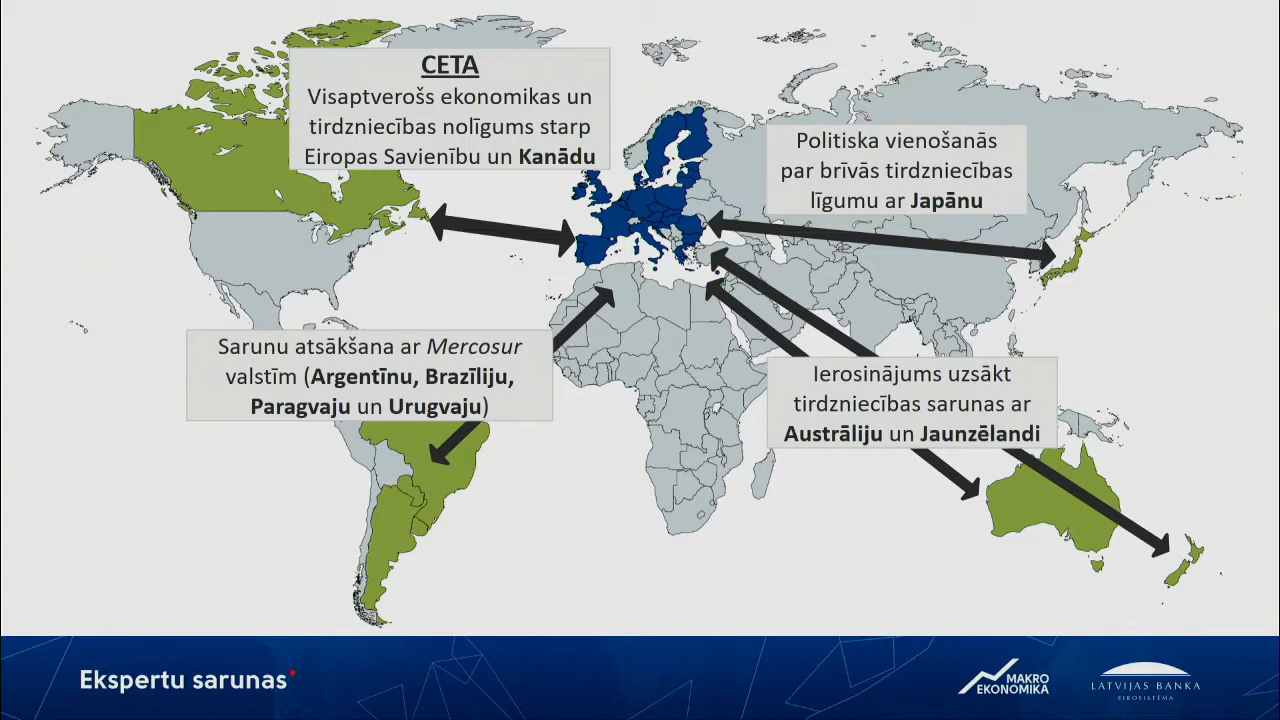 CETA
Visaptverošs ekonomikas un
tirdzniecības nolīgums starp
Eiropas Savienību un Kanādu
Politiska vienošanās
par brīvās tirdzniecības
līgumu ar Japānu
Sarunu atsākšana ar Mercosur
valstīm (Argentīnu, Brazīliju,
Paragvaju un Urugvaju)
Ierosinājums uzsākt
tirdzniecības sarunas ar
Austrāliju un Jaunzēlandi
Ekspertu sarunas
MAKRO
EKONOMIKA
LATVIJAS BANKA
EIROSISTĒMA